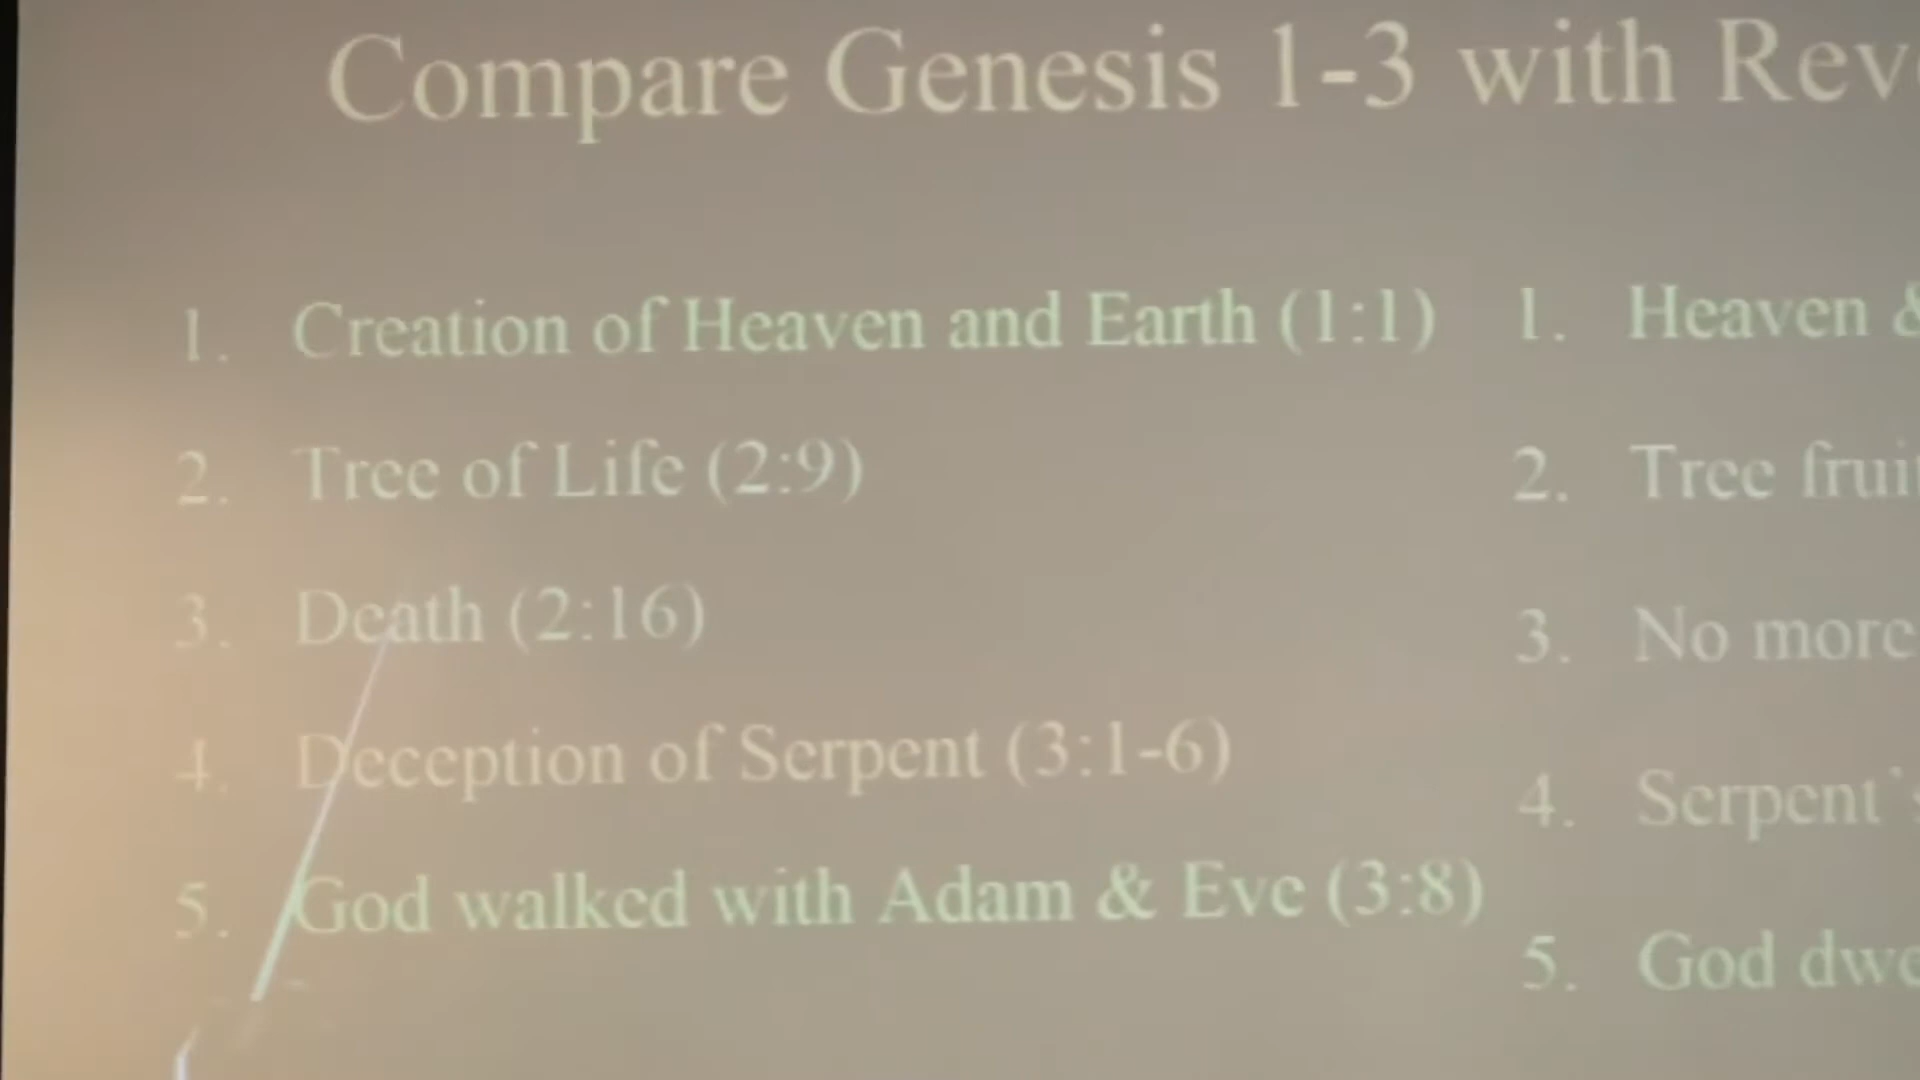 Compare Genesis 1-3 with Rev
1. Creation of Heaven and Earth (1:1)
2. Tree of Life (2:9)
3. Death (2:16)
4. Deception of Serpent (3:1-6)
5. God walked with Adam & Eve (3:8)
1. Heaven &
2. Tree fruit
3. No more
4. Serpent's
5. God dwe